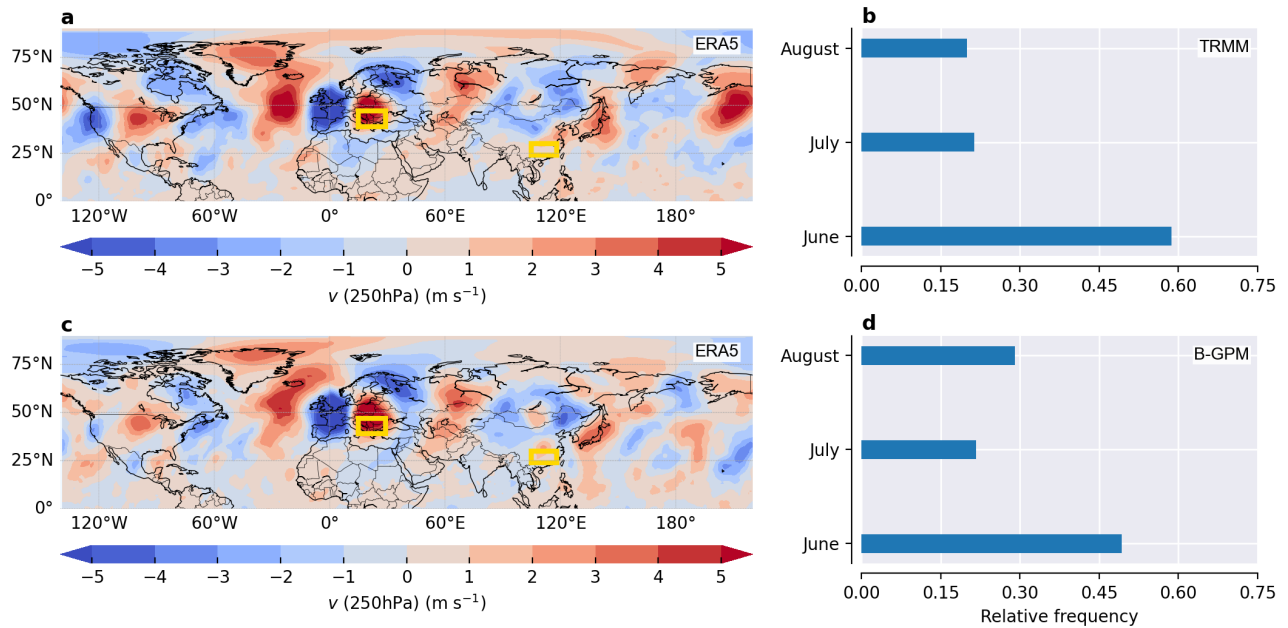 a
ERA5
75°N
50°N
25°N
0°
120°W 60°W 0° 60°E 120°E 180°
−5 −4 −3 −2 −1 0 1 2 3 4 5
v (250hPa) (m s⁻¹)
b
TRMM
August
July
June
0.00 0.15 0.30 0.45 0.60 0.75
c
ERA5
75°N
50°N
25°N
0°
120°W 60°W 0° 60°E 120°E 180°
−5 −4 −3 −2 −1 0 1 2 3 4 5
v (250hPa) (m s⁻¹)
d
B-GPM
August
July
June
0.00 0.15 0.30 0.45 0.60 0.75
Relative frequency